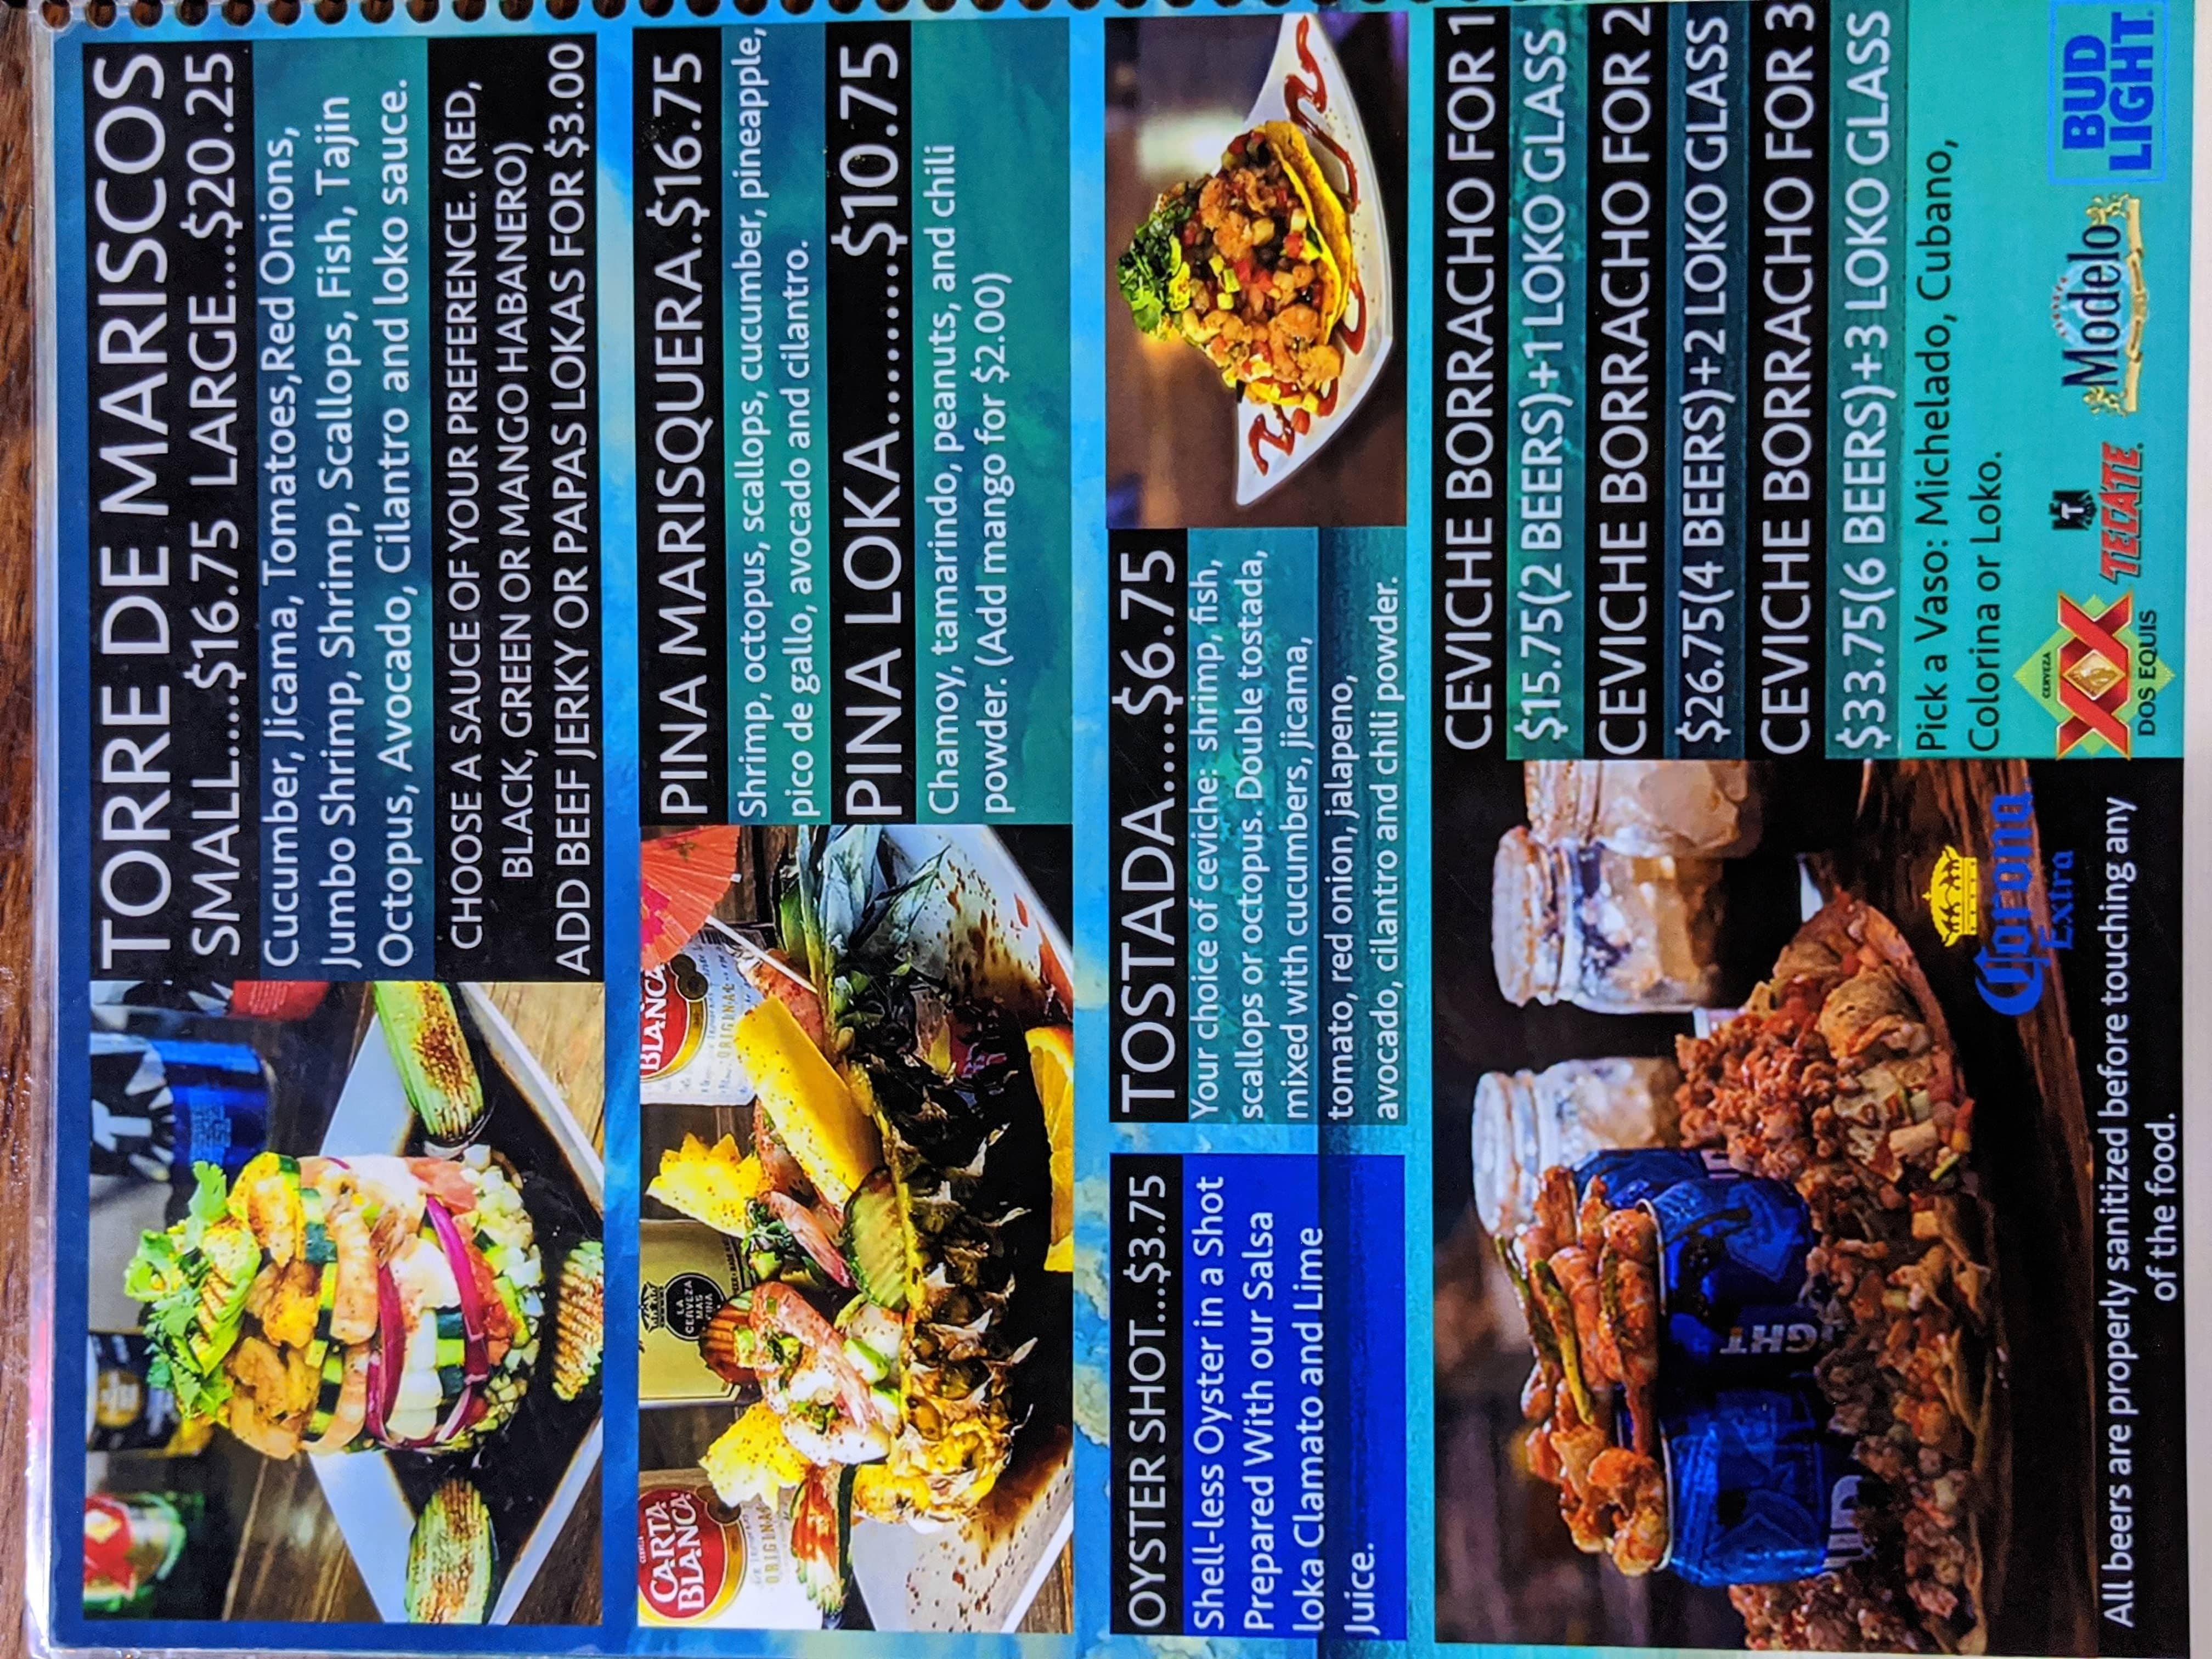 TORRE DE MARISCOS
SMALL.....$16.75 LARGE....$20.25
Cucumber, Jicama, Tomatoes,Red Onions,
Jumbo Shrimp, Shrimp, Scallops, Fish, Tajin
Octopus, Avocado, Cilantro and loko sauce.
CHOOSE A SAUCE OF YOUR PREFERENCE. (RED,
BLACK, GREEN OR MANGO HABANERO)
ADD BEEF JERKY OR PAPAS LOKAS FOR $3.00
PINA MARISQUERA.$16.75
Shrimp, octopus, scallops, cucumber, pineapple,
pico de gallo, avocado and cilantro.
PINA LOKA..........$10.75
Chamoy, tamarindo, peanuts, and chili
powder. (Add mango for $2.00)
CARTA
BLANCA
ORIGINAL
LA
CERVEZA
MAS
FINA
BLANCA
ORIGINAL
OYSTER SHOT...$3.75
Shell-less Oyster in a Shot
Prepared With our Salsa
loka Clamato and Lime
Juice.
TOSTADA....$6.75
Your choice of ceviche: shrimp, fish,
scallops or octopus. Double tostada,
mixed with cucumbers, jicama,
tomato, red onion, jalapeno,
avocado, cilantro and chili powder.
CEVICHE BORRACHO FOR 1
$15.75(2 BEERS)+1 LOKO GLASS
CEVICHE BORRACHO FOR 2
$26.75(4 BEERS)+2 LOKO GLASS
CEVICHE BORRACHO FOR 3
$33.75(6 BEERS)+3 LOKO GLASS
Pick a Vaso: Michelado, Cubano,
Colorina or Loko.
Corona
Extra
CERVEZA
XX
DOS EQUIS
T
TECATE
Modelo
BUD
LIGHT
All beers are properly sanitized before touching any
of the food.